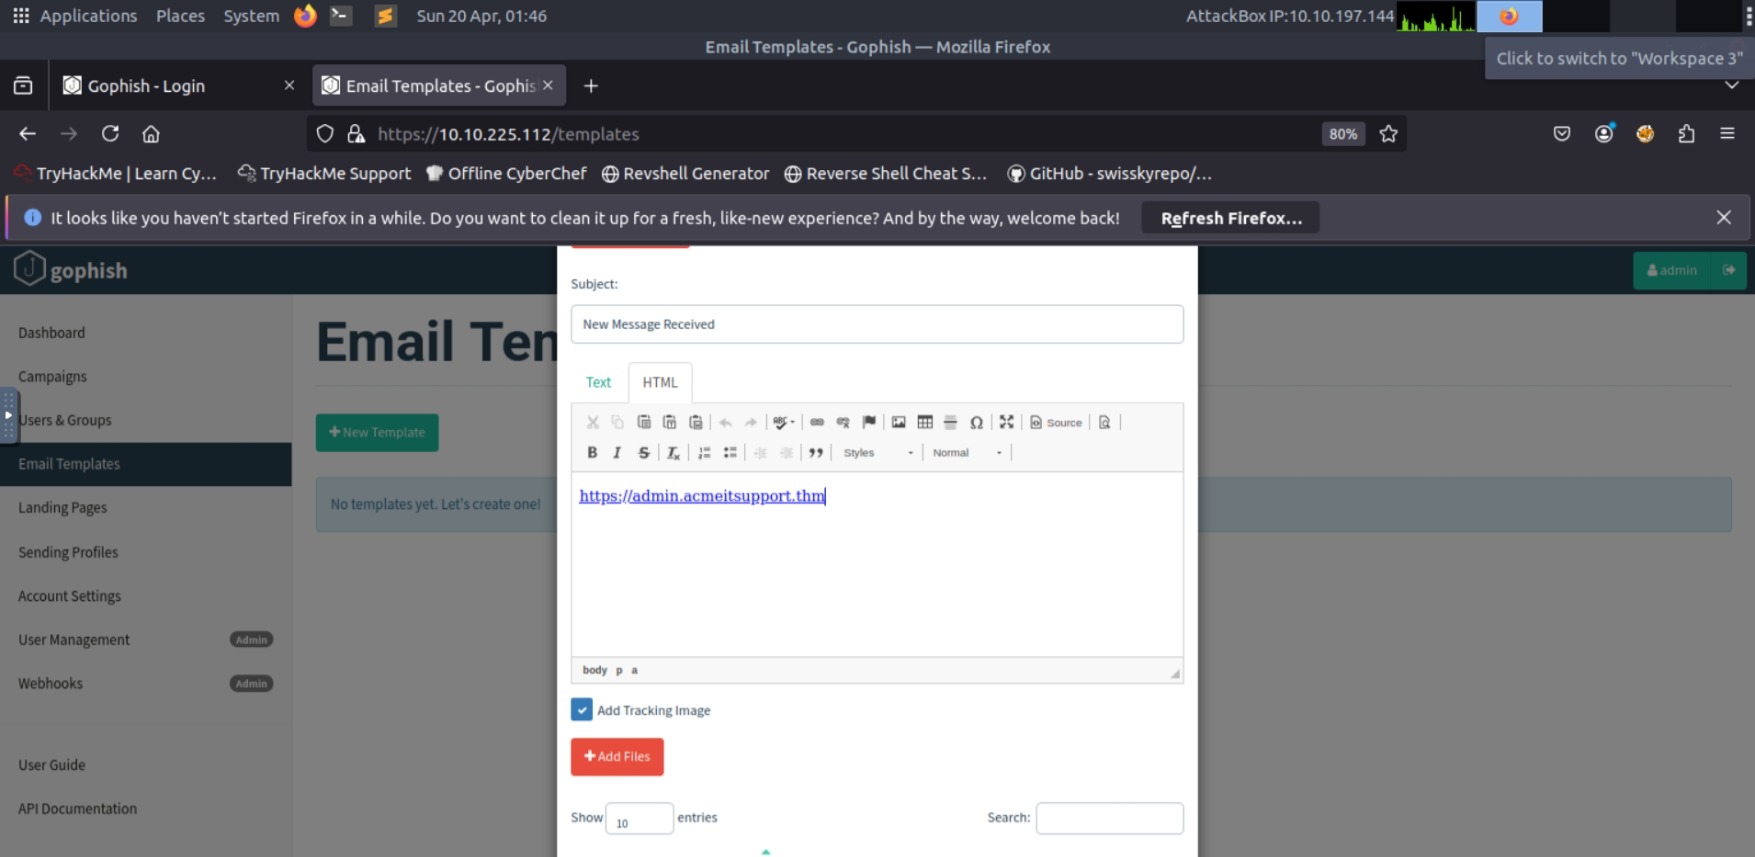 Applications Places System Sun 20 Apr, 01:46 AttackBox IP:10.10.197.144
Email Templates - Gophish — Mozilla Firefox
Click to switch to "Workspace 3"
Gophish - Login × Email Templates - Gophis × +
https://10.10.225.112/templates 80%
TryHackMe | Learn Cy... TryHackMe Support Offline CyberChef Revshell Generator Reverse Shell Cheat S... GitHub - swisskyrepo/...
It looks like you haven't started Firefox in a while. Do you want to clean it up for a fresh, like-new experience? And by the way, welcome back! Refresh Firefox...
gophish admin
Subject:
New Message Received
Dashboard
Email Ten
Campaigns
Text HTML
Users & Groups
+ New Template
Source
Styles Normal
Email Templates
No templates yet. Let's create one!
https://admin.acmeitsupport.thm
Landing Pages
Sending Profiles
Account Settings
User Management Admin
body p a
Webhooks Admin
Add Tracking Image
+ Add Files
User Guide
API Documentation
Show 10 entries Search: